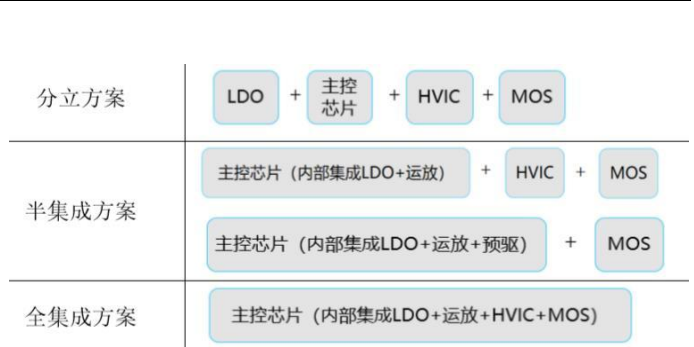 分立方案
LDO + 主控芯片 + HVIC + MOS
半集成方案
主控芯片（内部集成LDO+运放） + HVIC + MOS
主控芯片（内部集成LDO+运放+预驱） + MOS
全集成方案
主控芯片（内部集成LDO+运放+HVIC+MOS）